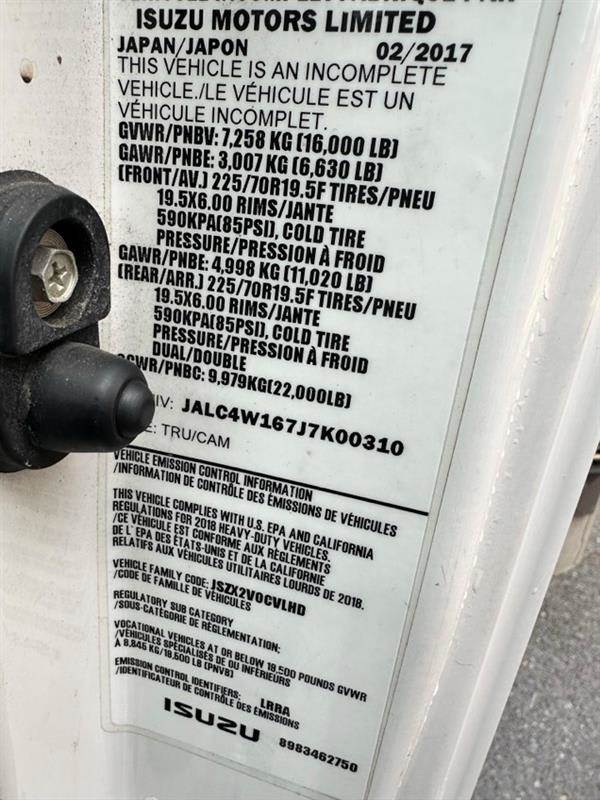 ISUZU MOTORS LIMITED
JAPAN/JAPON 02/2017
THIS VEHICLE IS AN INCOMPLETE
VEHICLE./LE VÉHICULE EST UN
VÉHICULE INCOMPLET.
GVWR/PNBV: 7,258 KG [16,000 LB]
GAWR/PNBE: 3,007 KG [6,630 LB]
(FRONT/AV.) 225/70R19.5F TIRES/PNEU
19.5X6.00 RIMS/JANTE
590KPA[85PSI], COLD TIRE
PRESSURE/PRESSION À FROID
GAWR/PNBE: 4,998 KG [11,020 LB]
(REAR/ARR.) 225/70R19.5F TIRES/PNEU
19.5X6.00 RIMS/JANTE
590KPA[85PSI], COLD TIRE
PRESSURE/PRESSION À FROID
DUAL/DOUBLE
GCWR/PNBC: 9,979KG[22,000LB]
IV: JALC4W167J7K00310
E: TRU/CAM
VEHICLE EMISSION CONTROL INFORMATION
/INFORMATION DE CONTRÔLE DES ÉMISSIONS DE VÉHICULES
THIS VEHICLE COMPLIES WITH U.S. EPA AND CALIFORNIA
REGULATIONS FOR 2018 HEAVY-DUTY VEHICLES.
/CE VÉHICULE EST CONFORME AUX RÈGLEMENTS
DE L'EPA DES ÉTATS-UNIS ET DE LA CALIFORNIE
RELATIFS AUX VÉHICULES UTILITAIRES LOURDS DE 2018.
VEHICLE FAMILY CODE: JSZX2VOCVLHD
/CODE DE FAMILLE DE VÉHICULES
REGULATORY SUB CATEGORY
/SOUS-CATÉGORIE DE RÉGLEMENTATION:
VOCATIONAL VEHICLES AT OR BELOW 19,500 POUNDS GVWR
/VÉHICULES SPÉCIALISÉS DE OU INFÉRIEURS
À 8,845 KG/19,500 LB (PNVB)
EMISSION CONTROL IDENTIFIERS: LRRA
/IDENTIFICATEUR DE CONTRÔLE DES ÉMISSIONS
ISUZU 8983462750